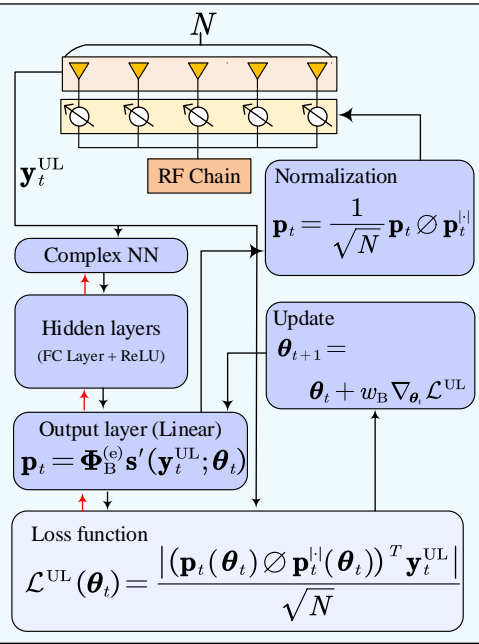 N
y_t^UL
RF Chain
Normalization
p_t = 1/√N p_t ⊘ p_t^|·|
Complex NN
Hidden layers
(FC Layer + ReLU)
Update
θ_{t+1} =
θ_t + w_B ∇_{θ_t} ℒ^UL
Output layer (Linear)
p_t = Φ_B^(e) s′(y_t^UL; θ_t)
Loss function
ℒ^UL(θ_t) = |(p_t(θ_t) ⊘ p_t^|·|(θ_t))^T y_t^UL| / √N